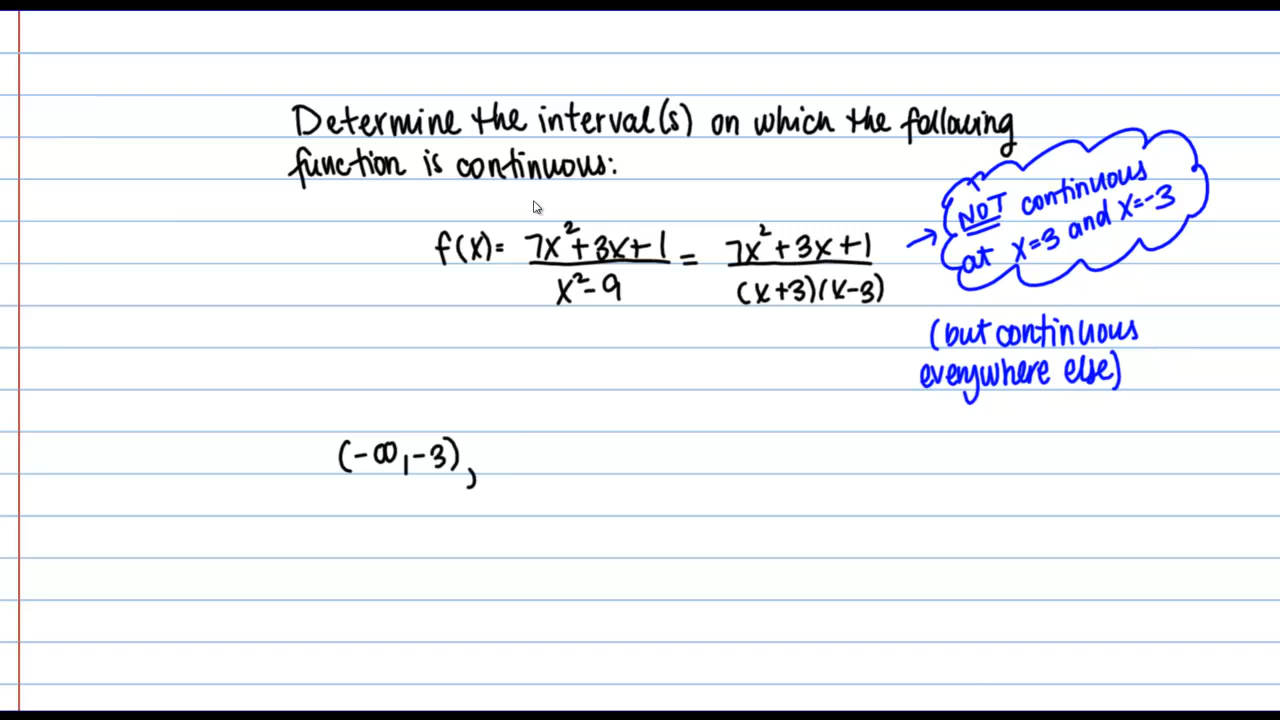 Determine the interval(s) on which the following
function is continuous:
f(x) = 7x²+3x+1 / x²-9 = 7x²+3x+1 / (x+3)(x-3)
→ NOT continuous
at x=3 and x=-3
(but continuous
everywhere else)
(-∞,-3),